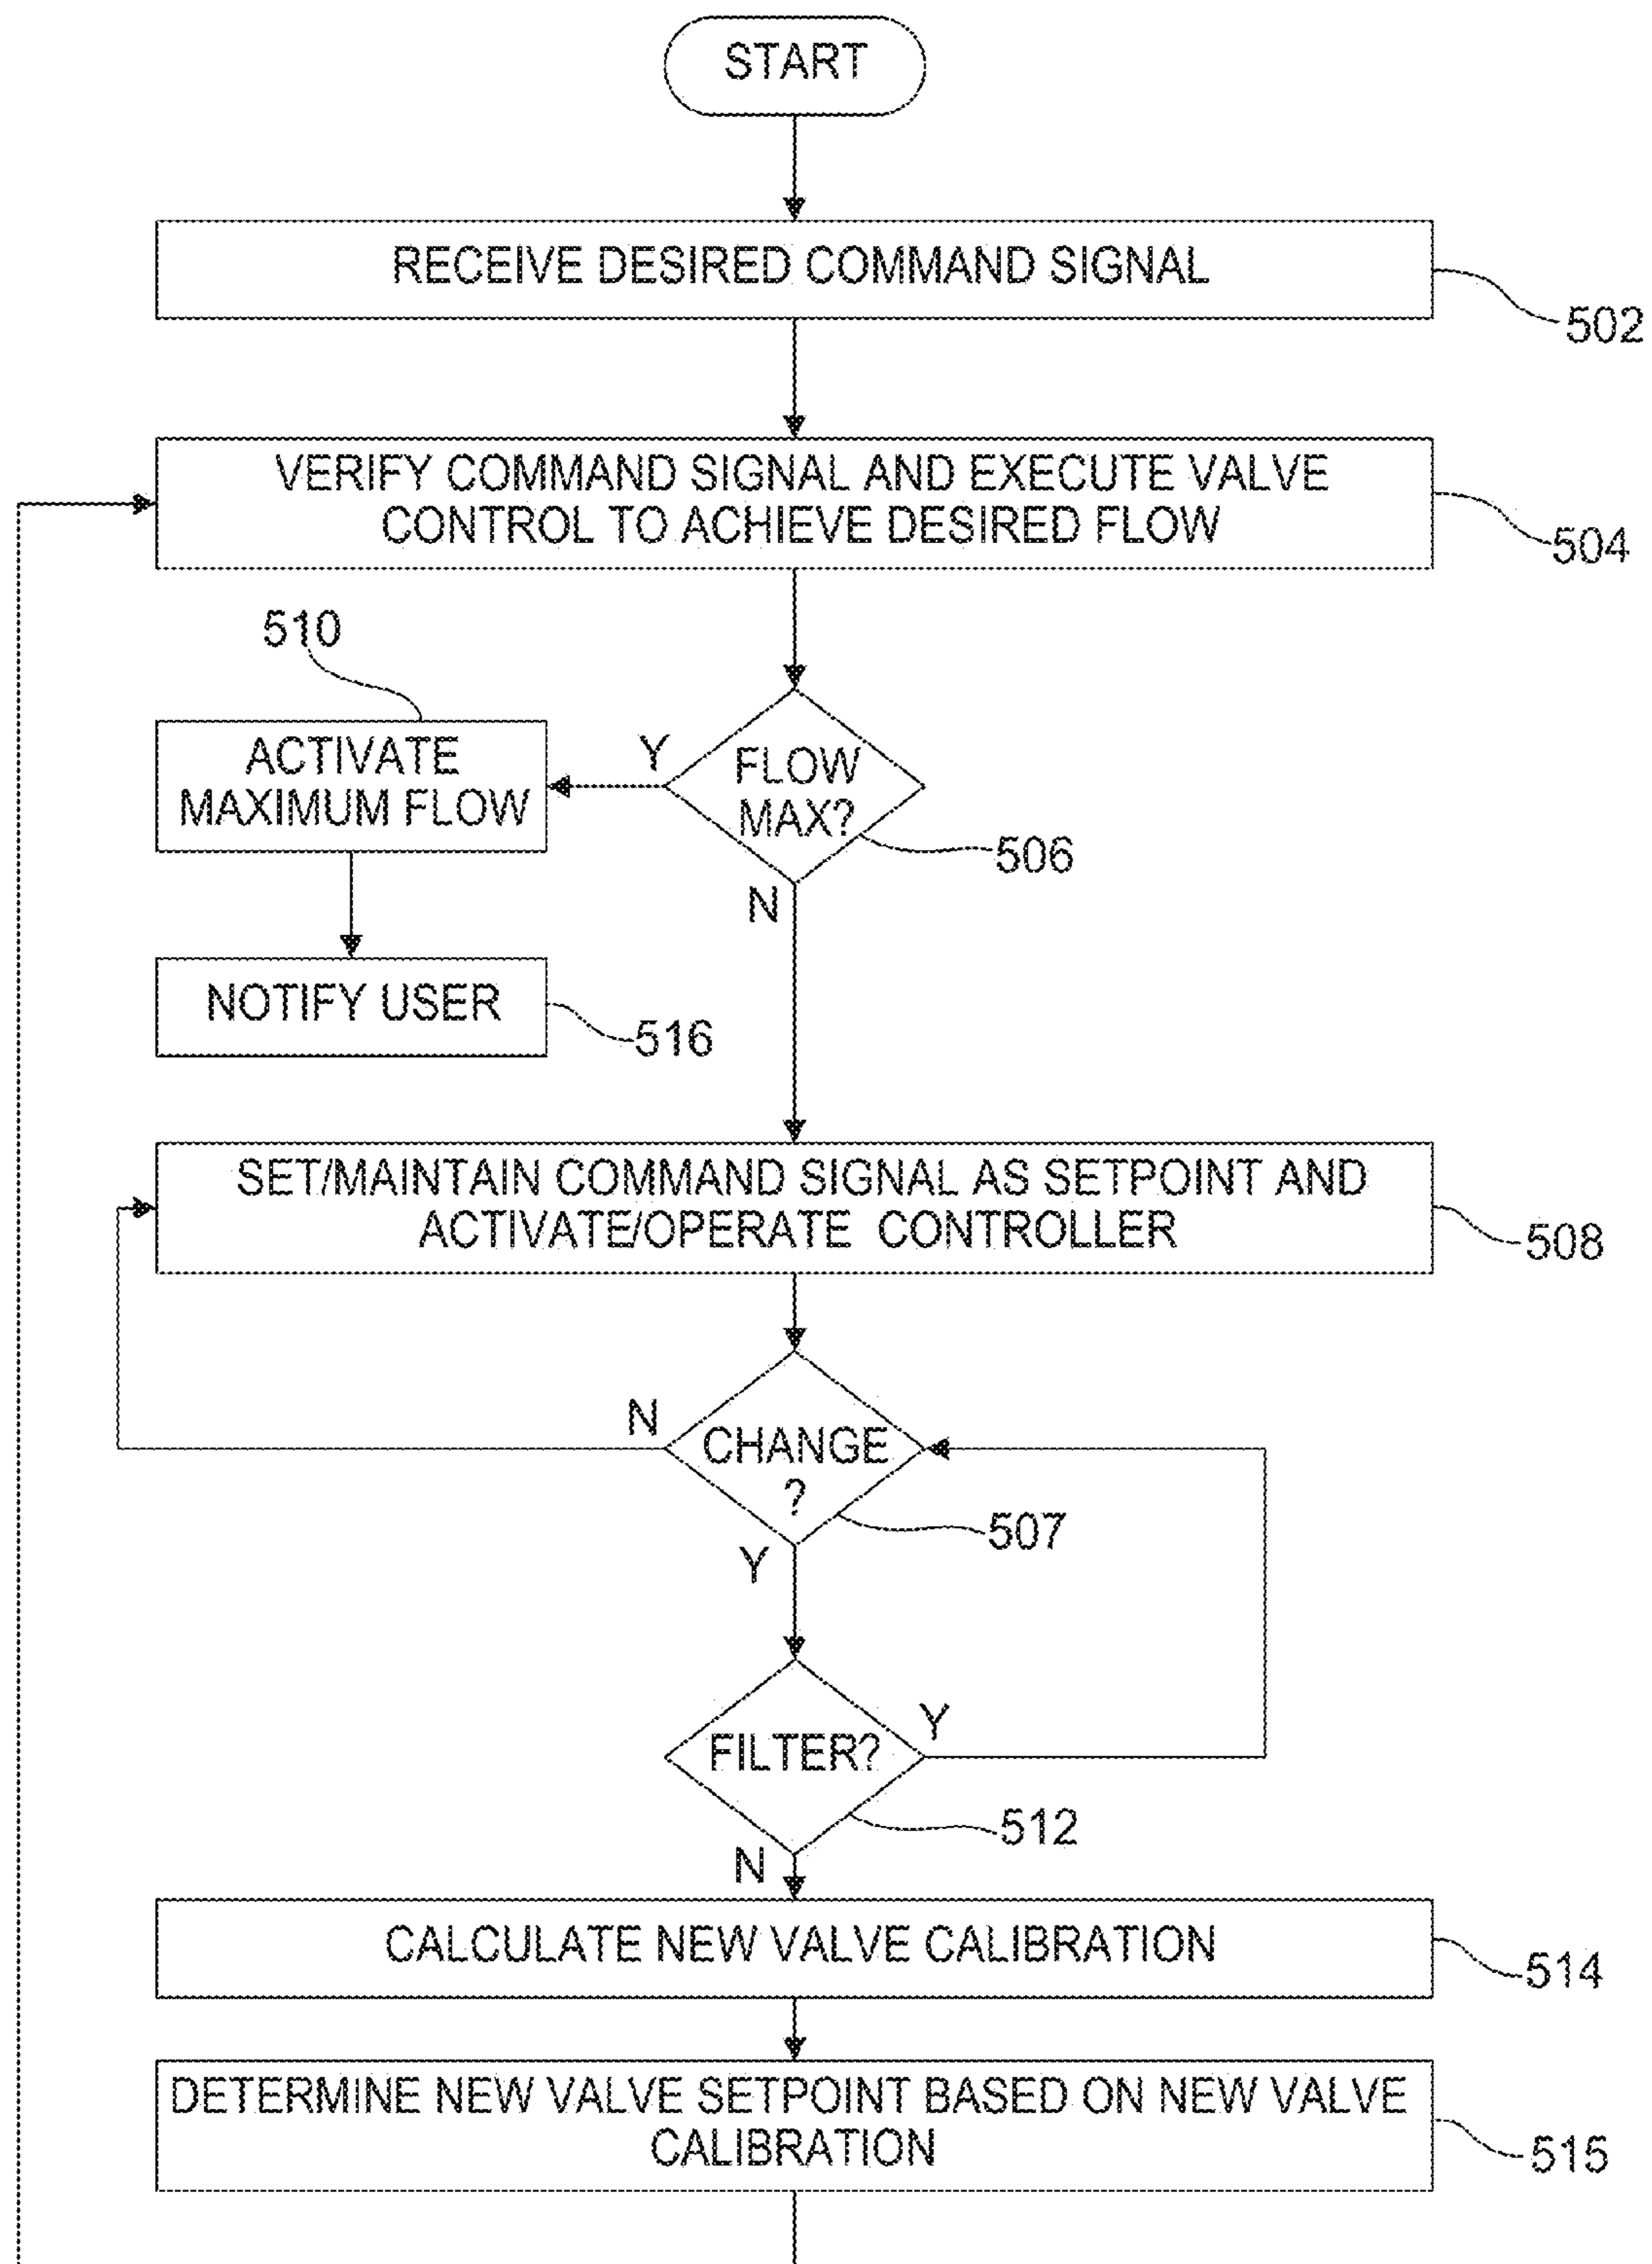 START
RECEIVE DESIRED COMMAND SIGNAL
502
VERIFY COMMAND SIGNAL AND EXECUTE VALVE
CONTROL TO ACHIEVE DESIRED FLOW
504
510
ACTIVATE
MAXIMUM FLOW
Y
FLOW
MAX?
506
N
NOTIFY USER
516
SET/MAINTAIN COMMAND SIGNAL AS SETPOINT AND
ACTIVATE/OPERATE CONTROLLER
508
N
CHANGE
?
507
Y
FILTER?
Y
512
N
CALCULATE NEW VALVE CALIBRATION
514
DETERMINE NEW VALVE SETPOINT BASED ON NEW VALVE
CALIBRATION
515